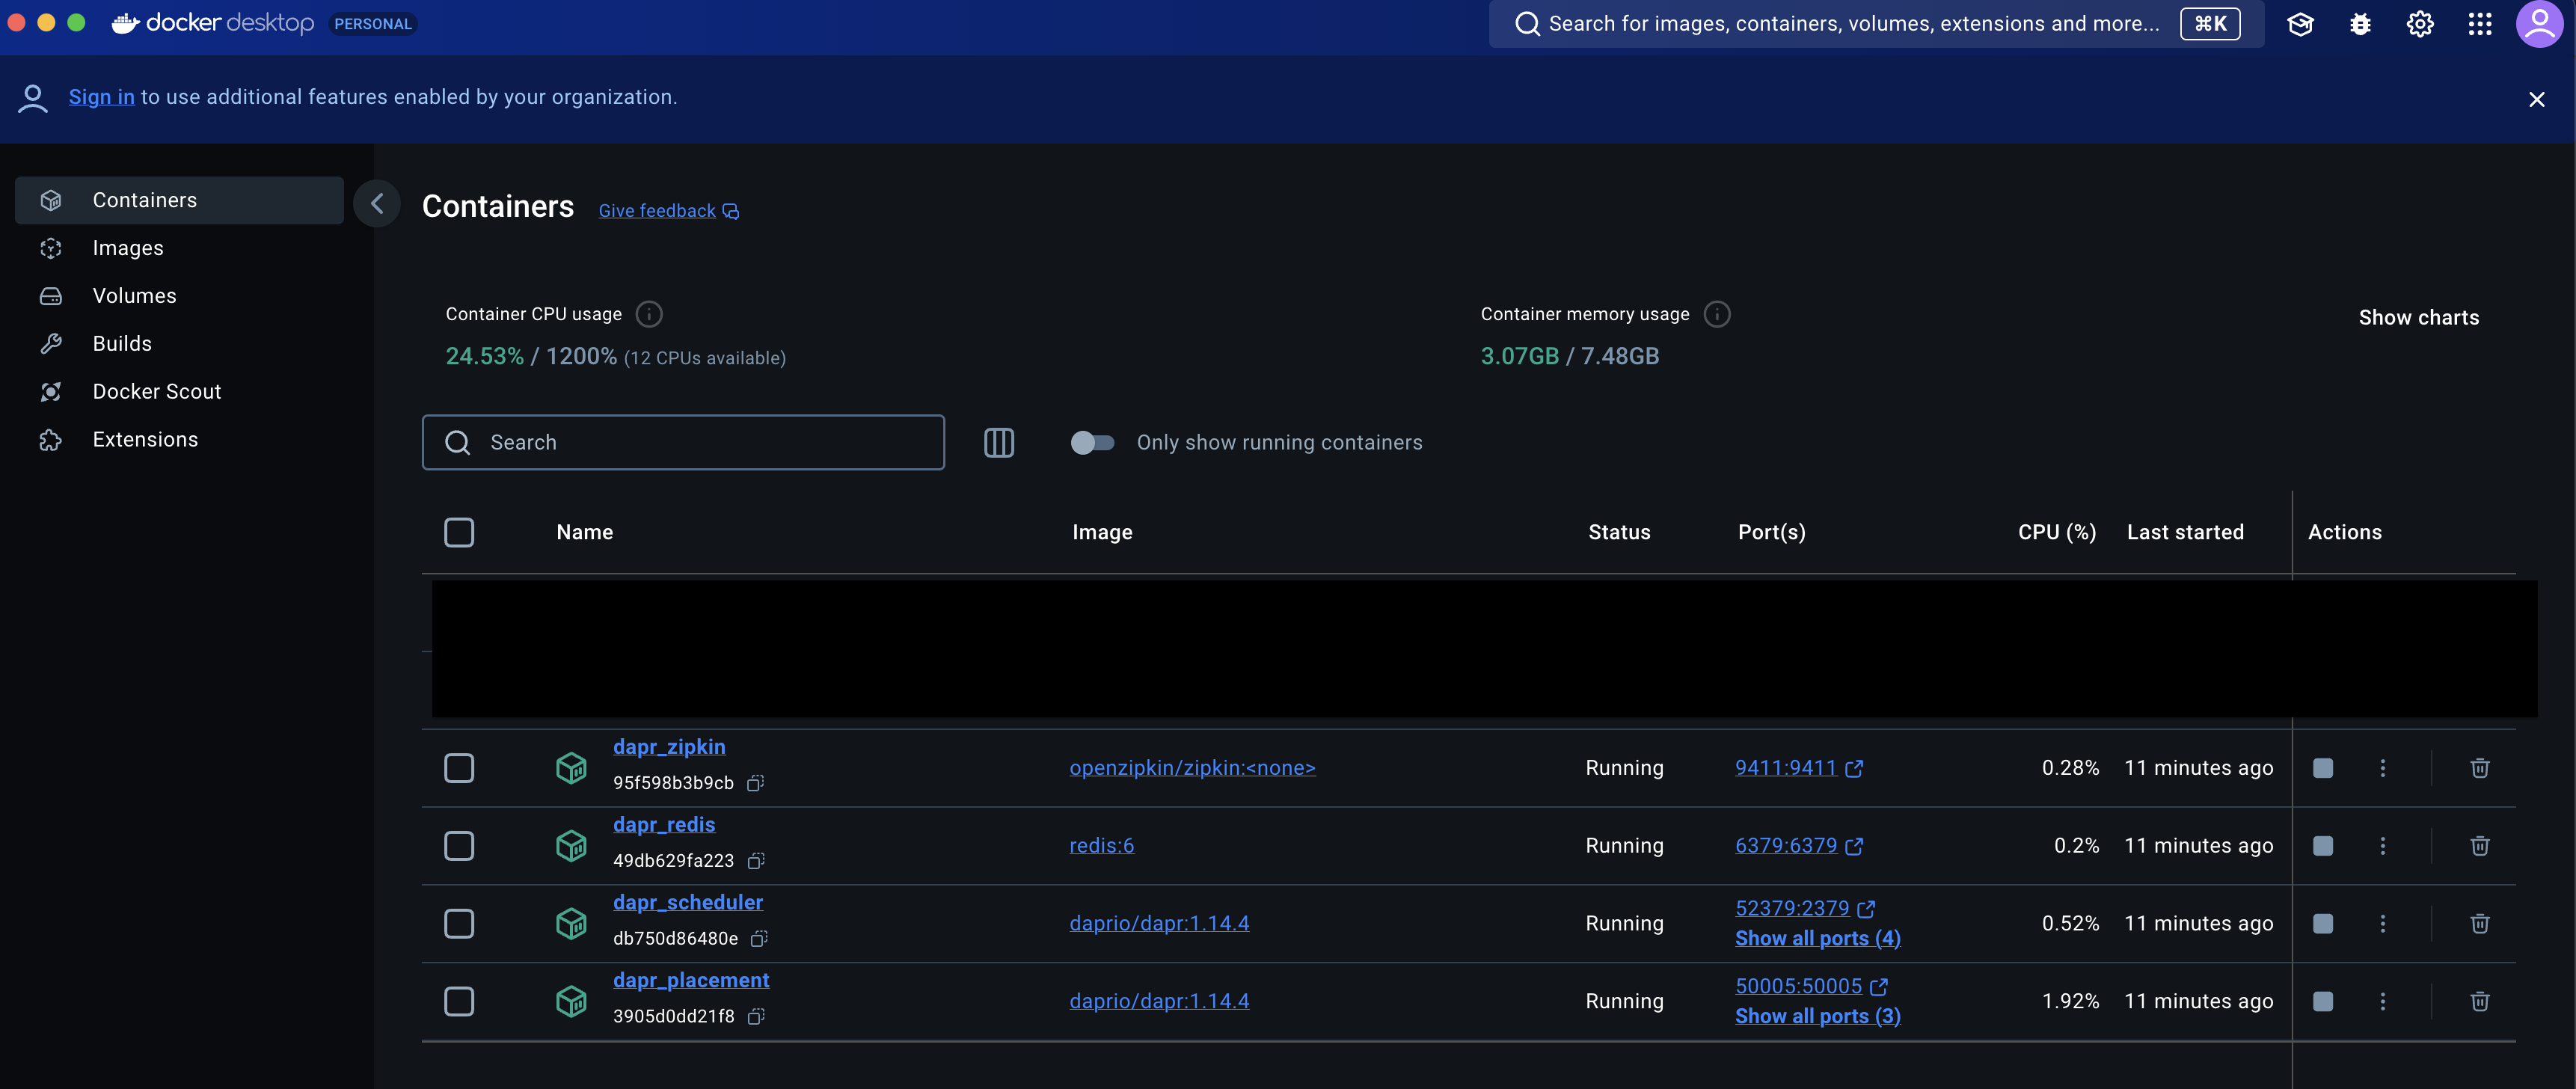 docker desktop PERSONAL
Search for images, containers, volumes, extensions and more... ⌘K
Sign in to use additional features enabled by your organization.
Containers
Images
Volumes
Builds
Docker Scout
Extensions
Containers Give feedback
Container CPU usage
24.53% / 1200% (12 CPUs available)
Container memory usage
3.07GB / 7.48GB
Show charts
Search
Only show running containers
Name Image Status Port(s) CPU (%) Last started Actions
dapr_zipkin
95f598b3b9cb
openzipkin/zipkin:<none> Running 9411:9411 0.28% 11 minutes ago
dapr_redis
49db629fa223
redis:6 Running 6379:6379 0.2% 11 minutes ago
dapr_scheduler
db750d86480e
daprio/dapr:1.14.4 Running 52379:2379
Show all ports (4)
0.52% 11 minutes ago
dapr_placement
3905d0dd21f8
daprio/dapr:1.14.4 Running 50005:50005
Show all ports (3)
1.92% 11 minutes ago